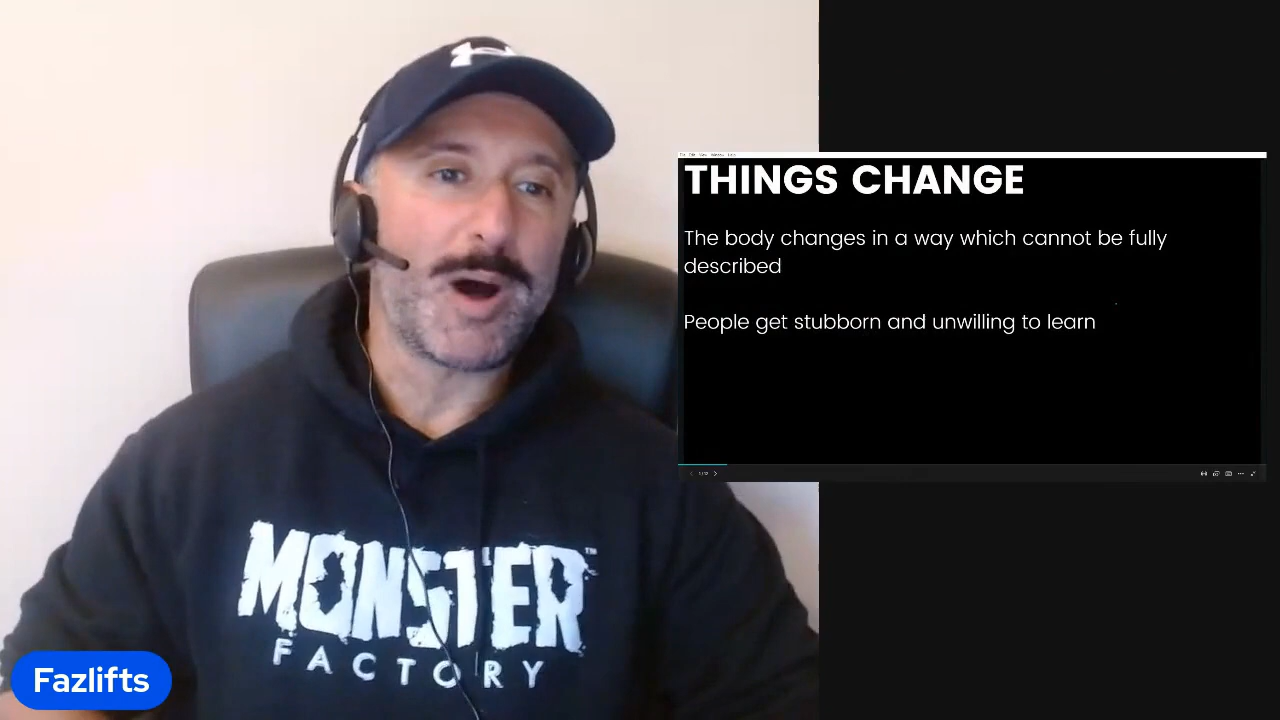 THINGS CHANGE
The body changes in a way which cannot be fully
described
People get stubborn and unwilling to learn
MONSTER
™
FACTORY
Fazlifts